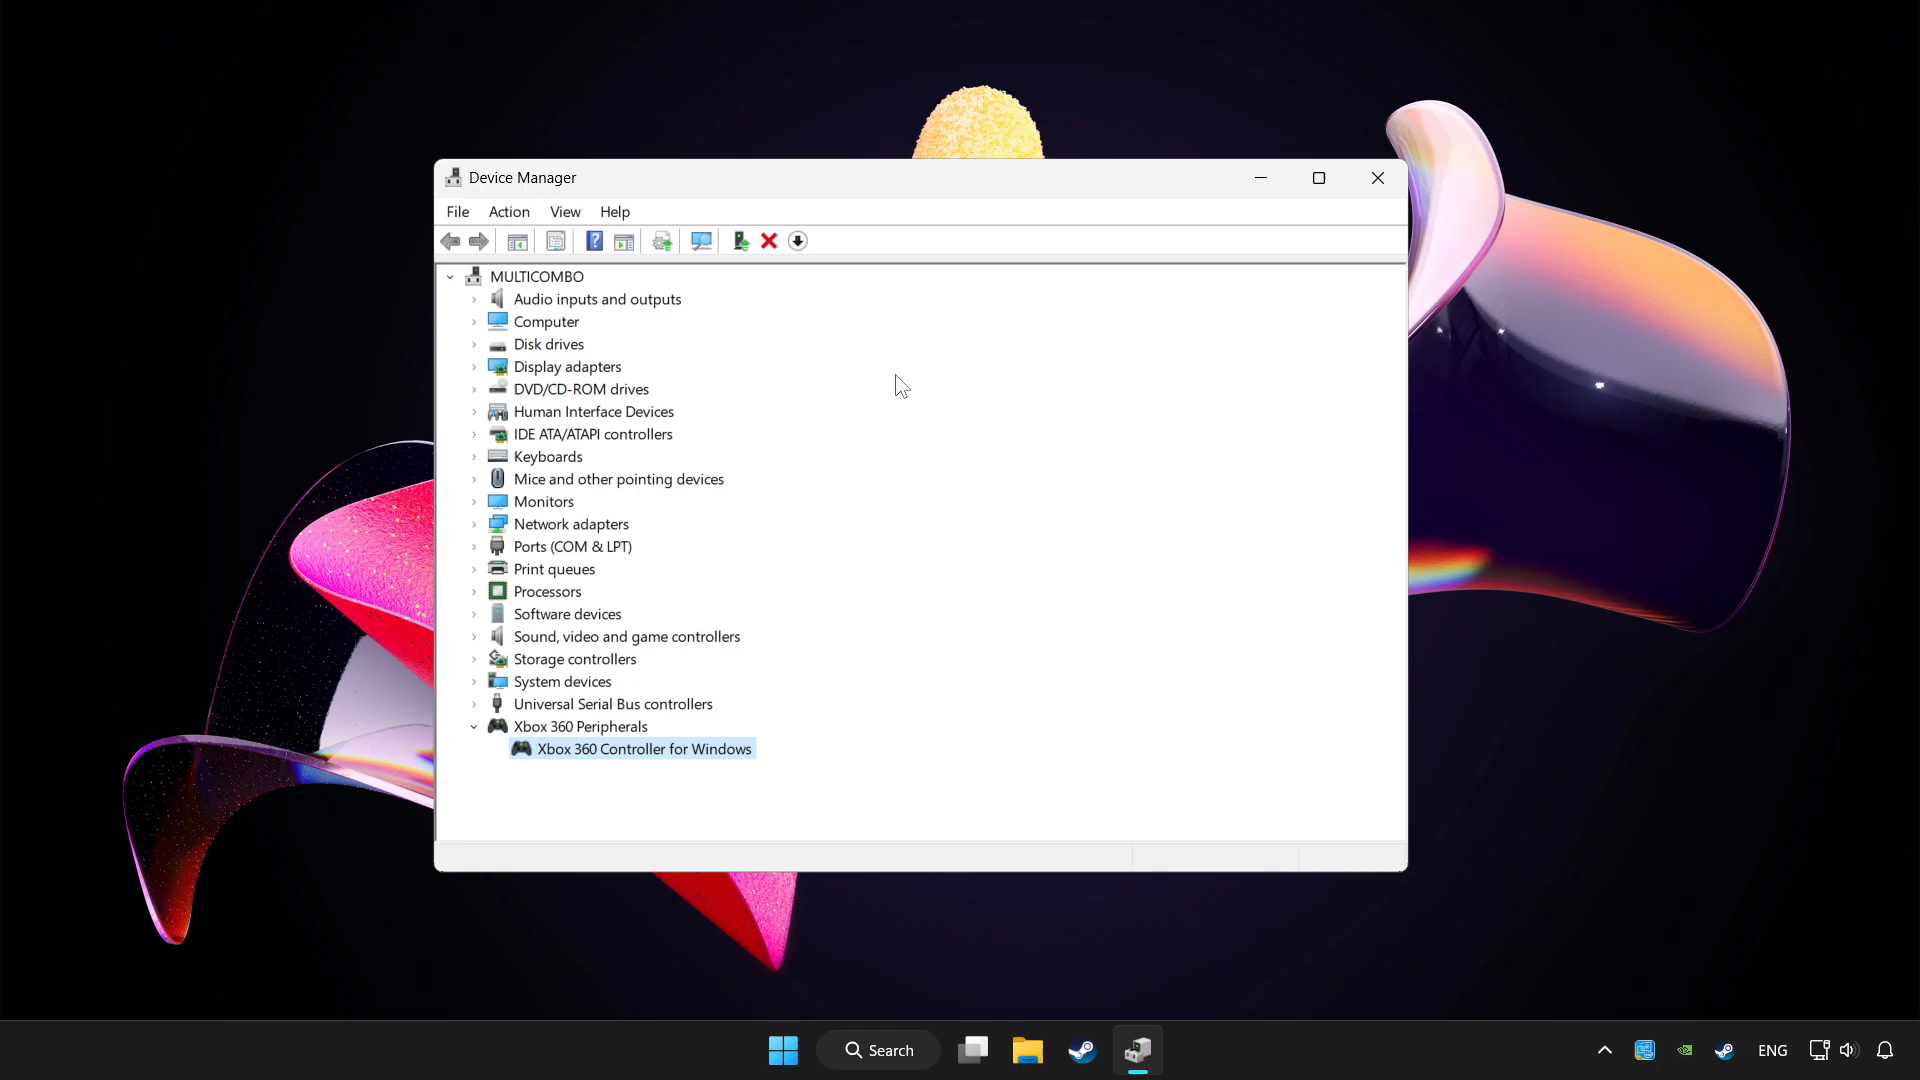 Device Manager
File Action View Help
MULTICOMBO
Audio inputs and outputs
Computer
Disk drives
Display adapters
DVD/CD-ROM drives
Human Interface Devices
IDE ATA/ATAPI controllers
Keyboards
Mice and other pointing devices
Monitors
Network adapters
Ports (COM & LPT)
Print queues
Processors
Software devices
Sound, video and game controllers
Storage controllers
System devices
Universal Serial Bus controllers
Xbox 360 Peripherals
Xbox 360 Controller for Windows
Search
ENG